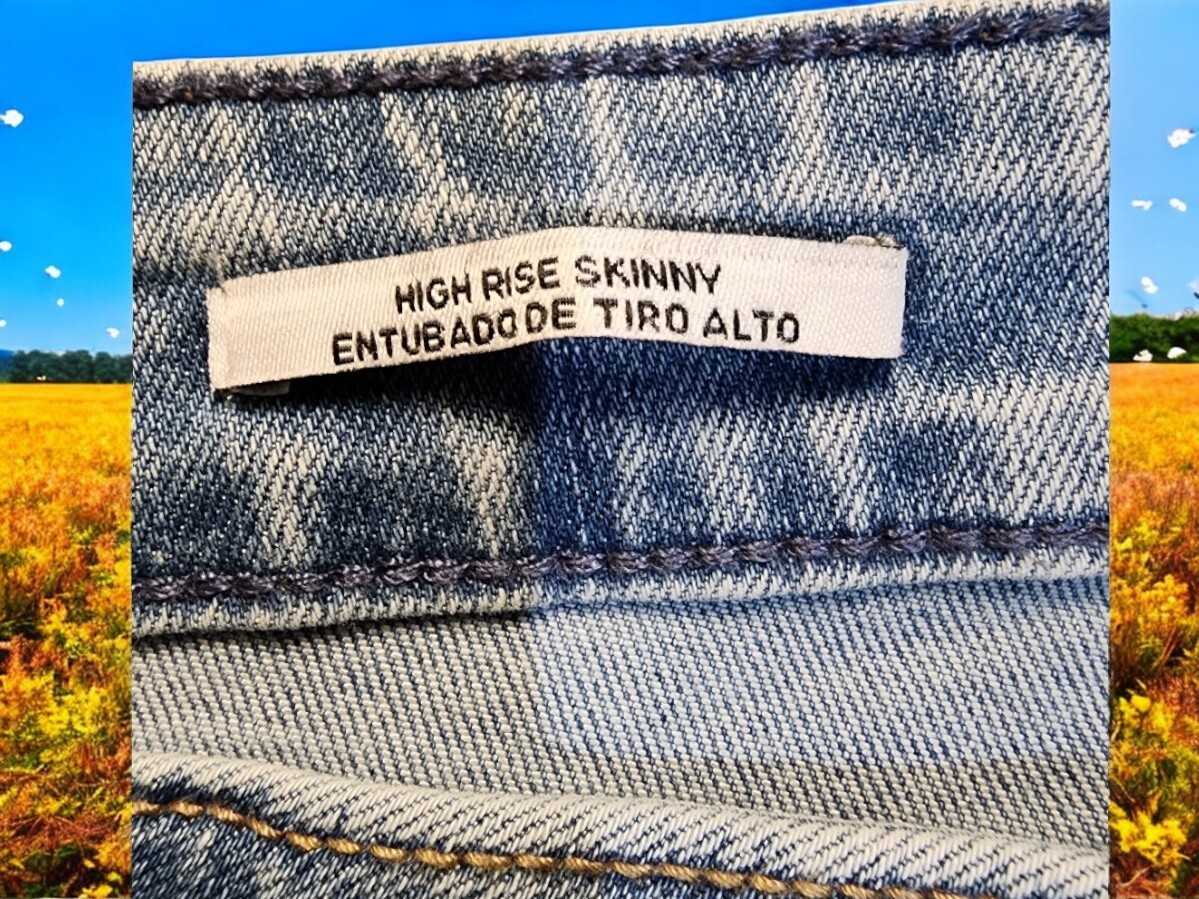 HIGH RISE SKINNY
ENTUBADO DE TIRO ALTO